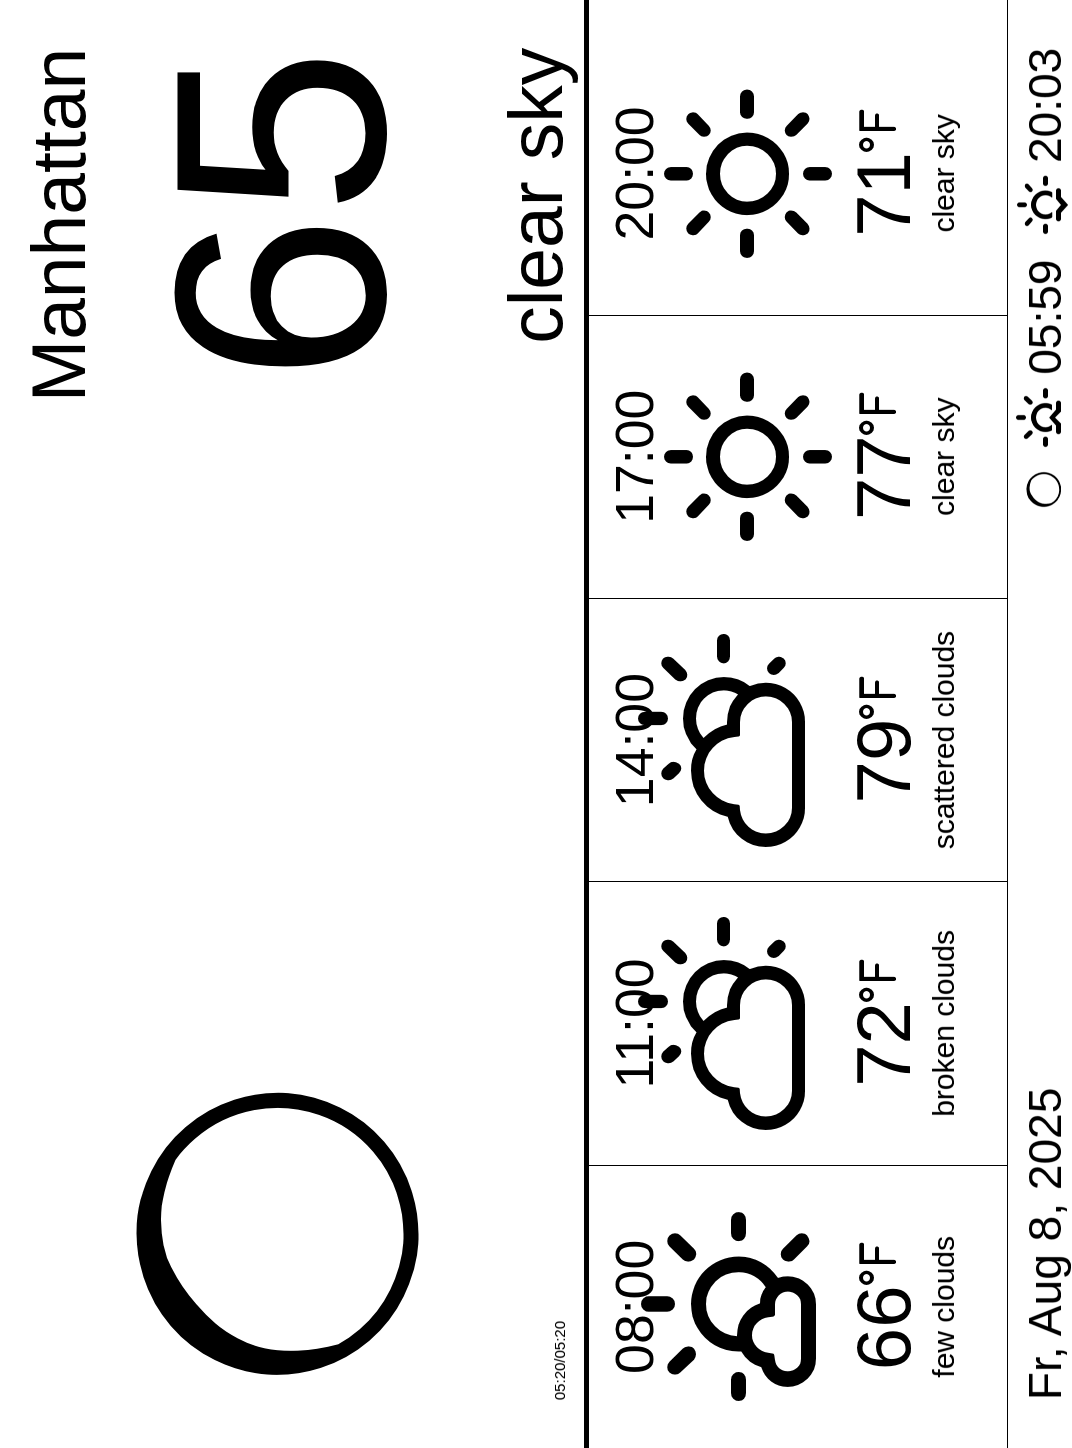 Manhattan
65
clear sky
05:20/05:20
08:00
66°F
few clouds
11:00
72°F
broken clouds
14:00
79°F
scattered clouds
17:00
77°F
clear sky
20:00
71°F
clear sky
Fr, Aug 8, 2025
05:59
20:03